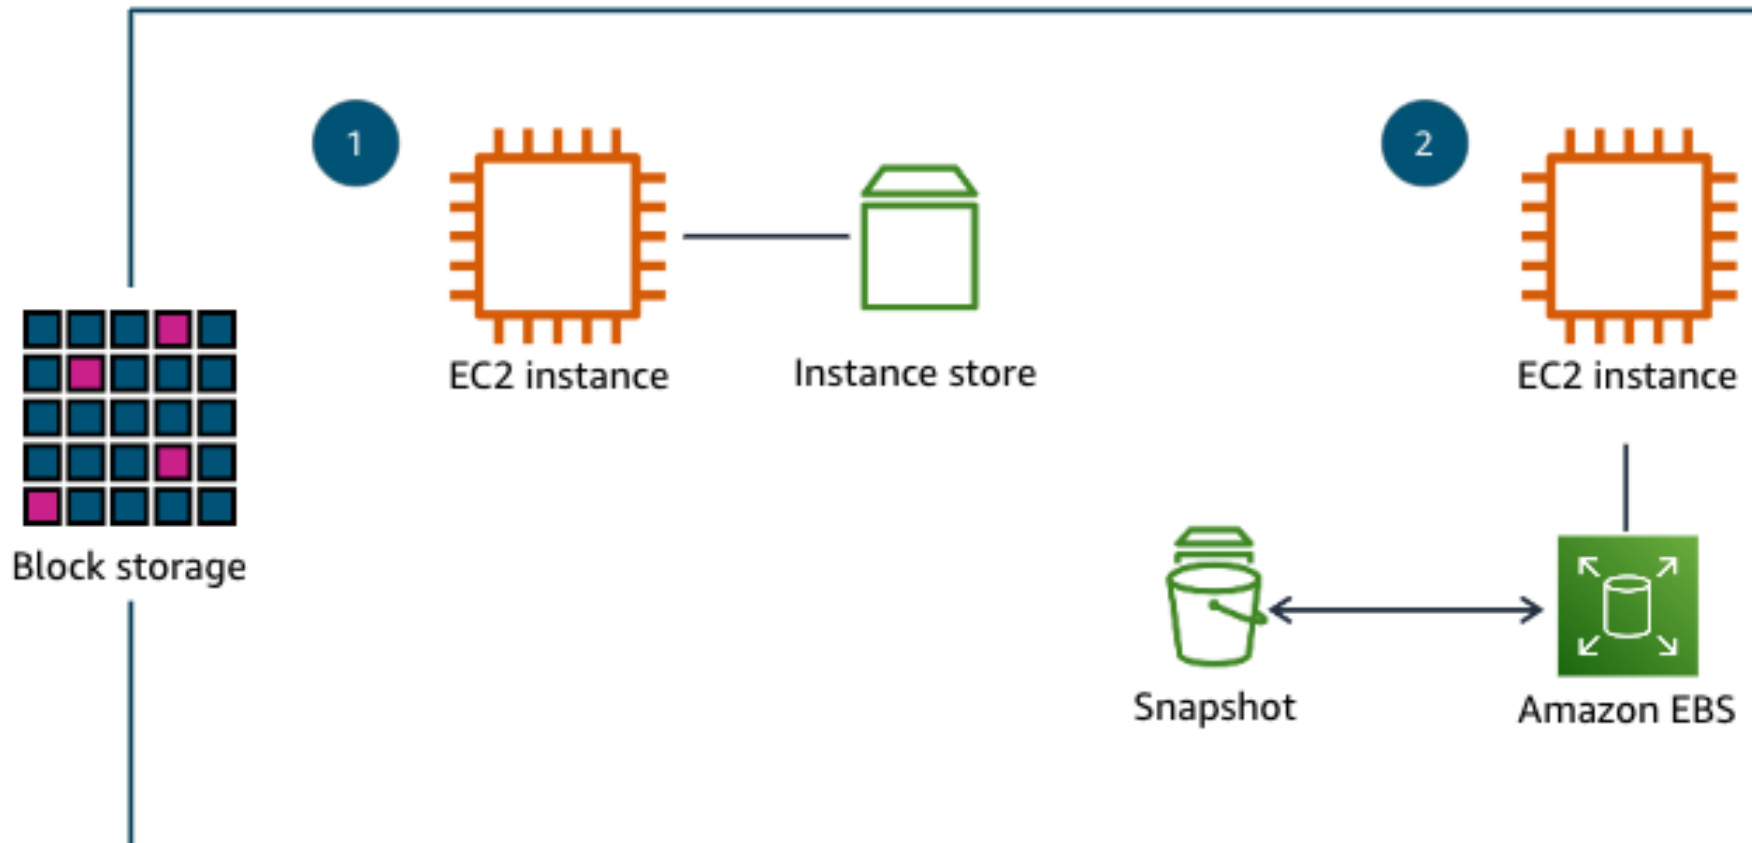 1
2
EC2 instance
Instance store
EC2 instance
Block storage
Snapshot
Amazon EBS